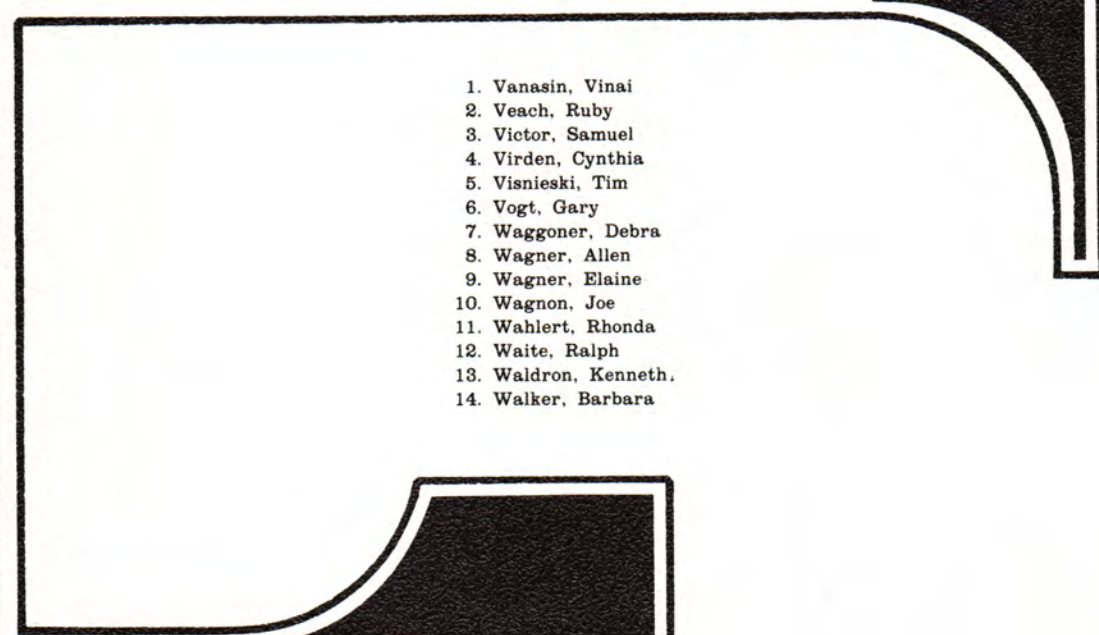 1. Vanasin, Vinai
2. Veach, Ruby
3. Victor, Samuel
4. Virden, Cynthia
5. Visnieski, Tim
6. Vogt, Gary
7. Waggoner, Debra
8. Wagner, Allen
9. Wagner, Elaine
10. Wagnon, Joe
11. Wahlert, Rhonda
12. Waite, Ralph
13. Waldron, Kenneth.
14. Walker, Barbara